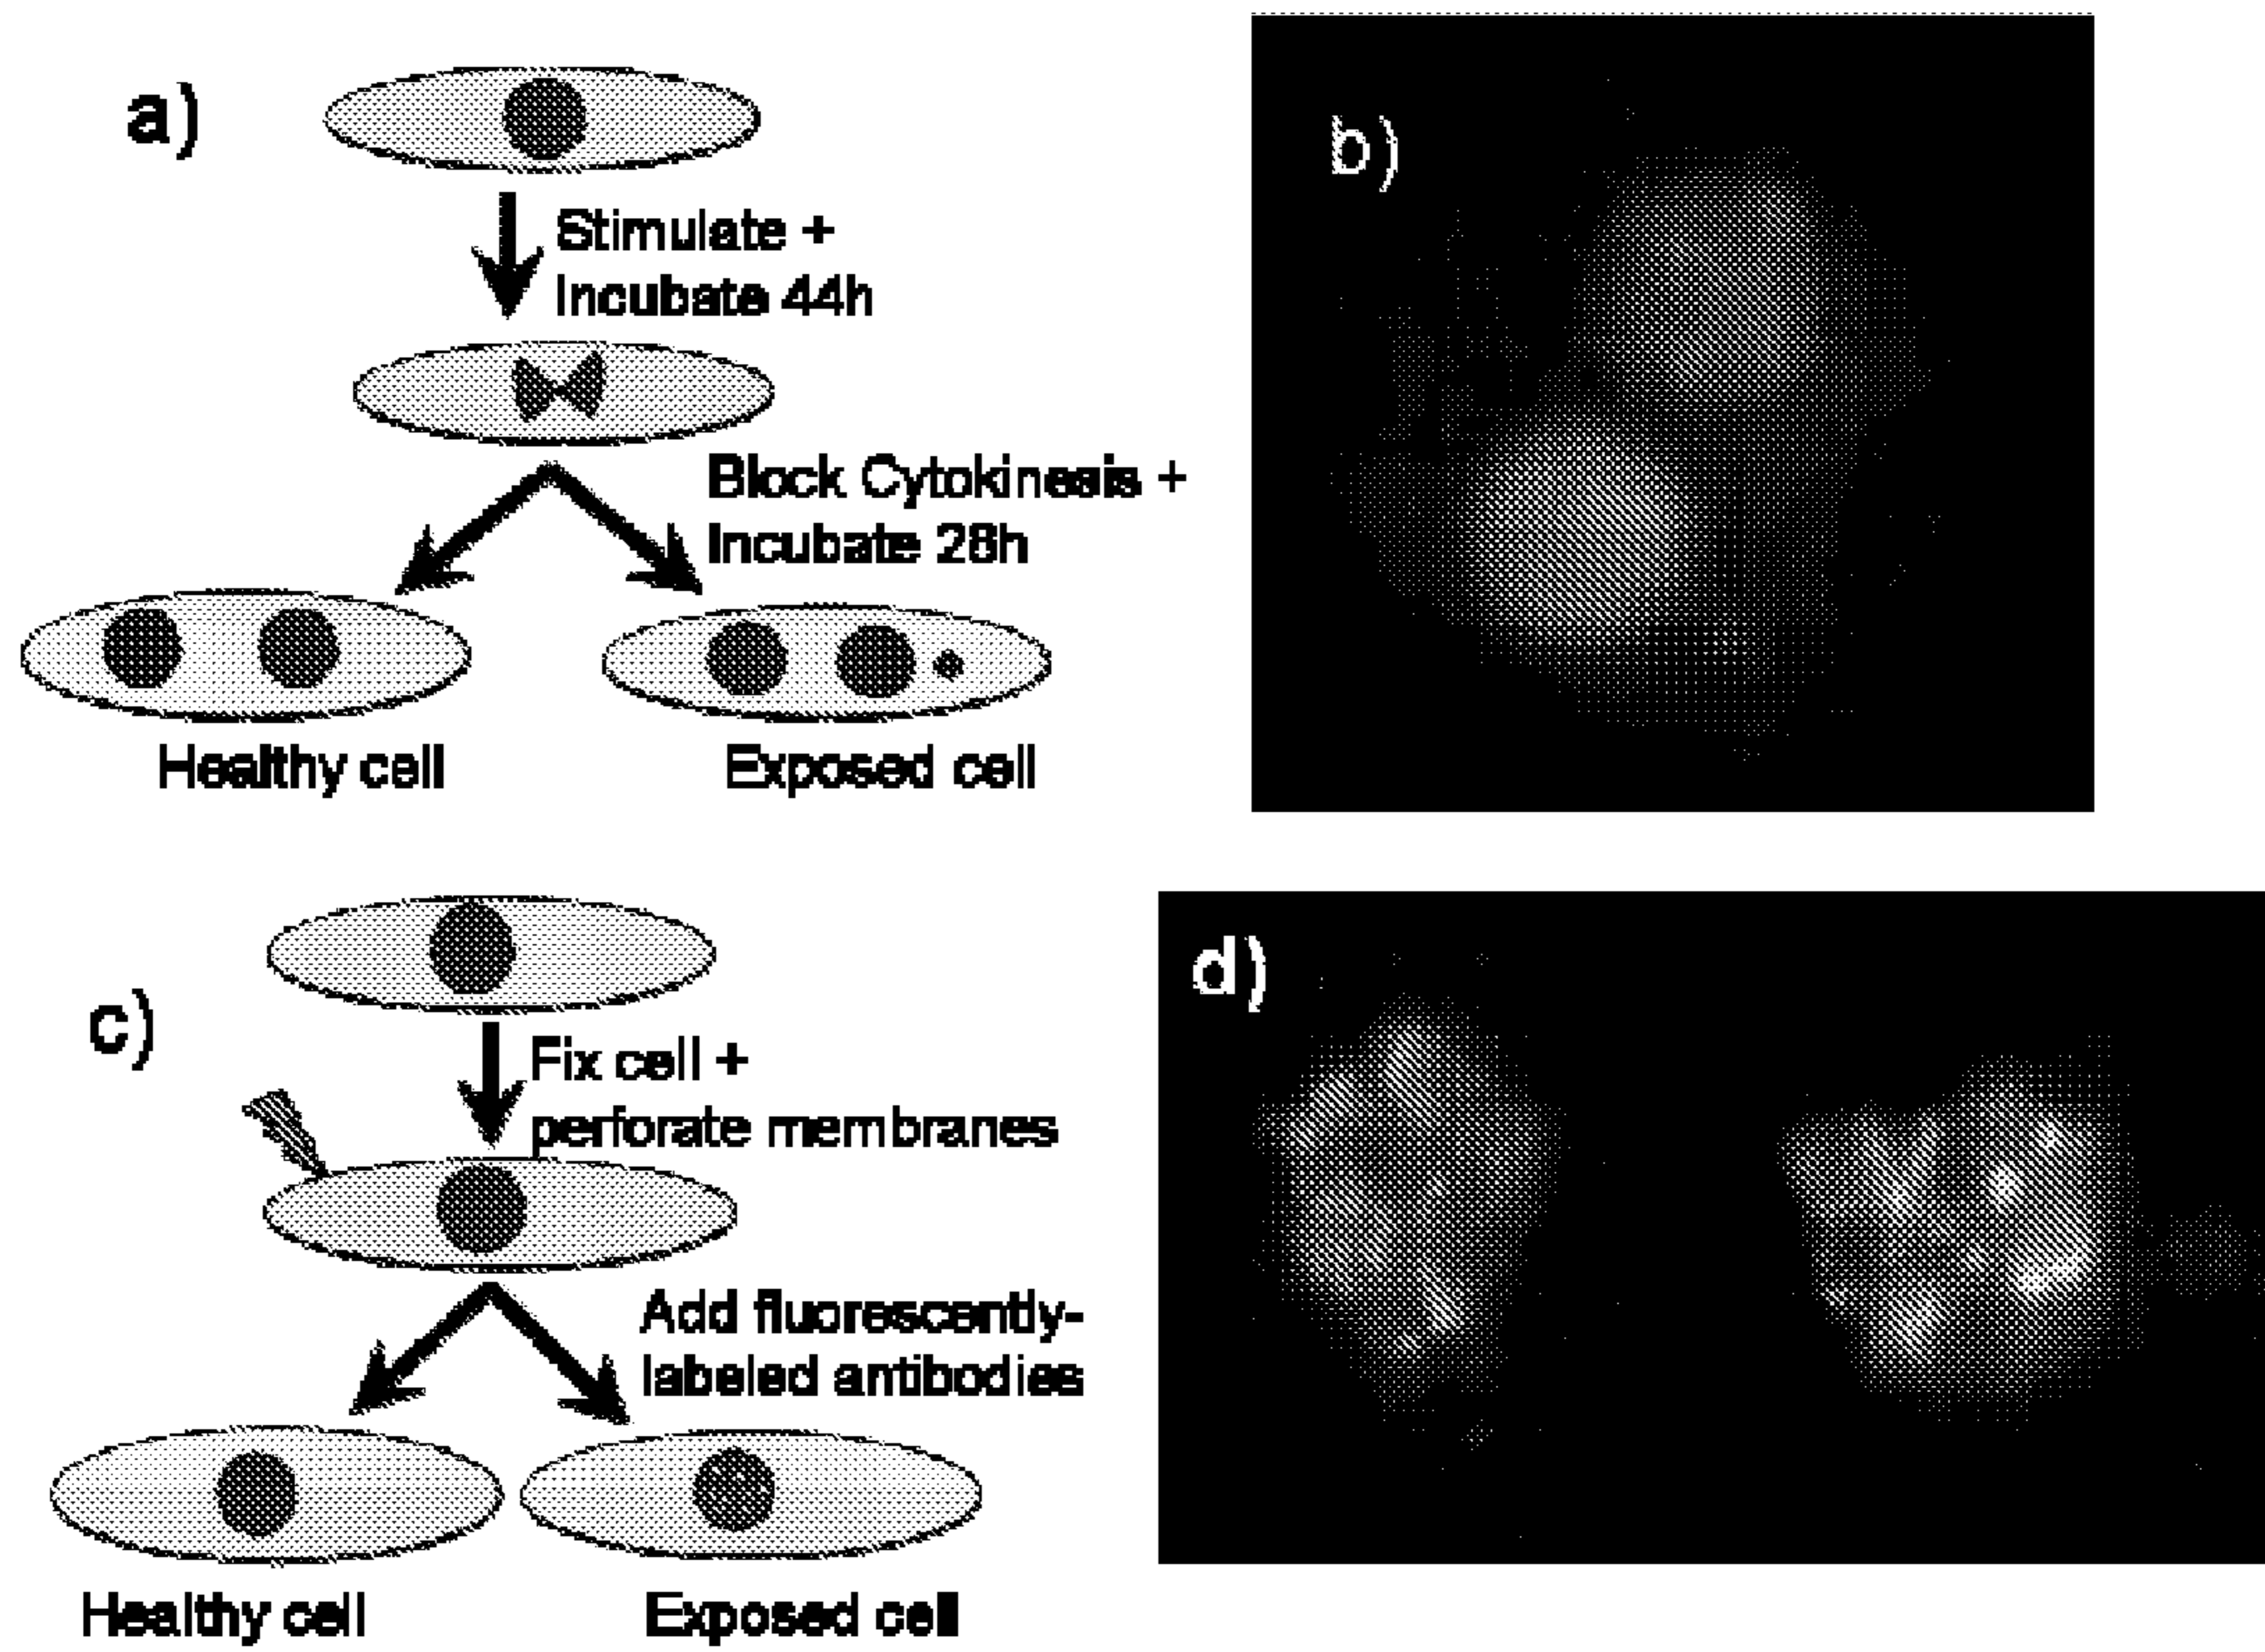 a)
Stimulate +
Incubate 44h
Block Cytokinesis +
Incubate 28h
Healthy cell
Exposed cell
b)
c)
Fix cell +
perforate membranes
Add fluorescently-
labeled antibodies
Healthy cell
Exposed cell
d)